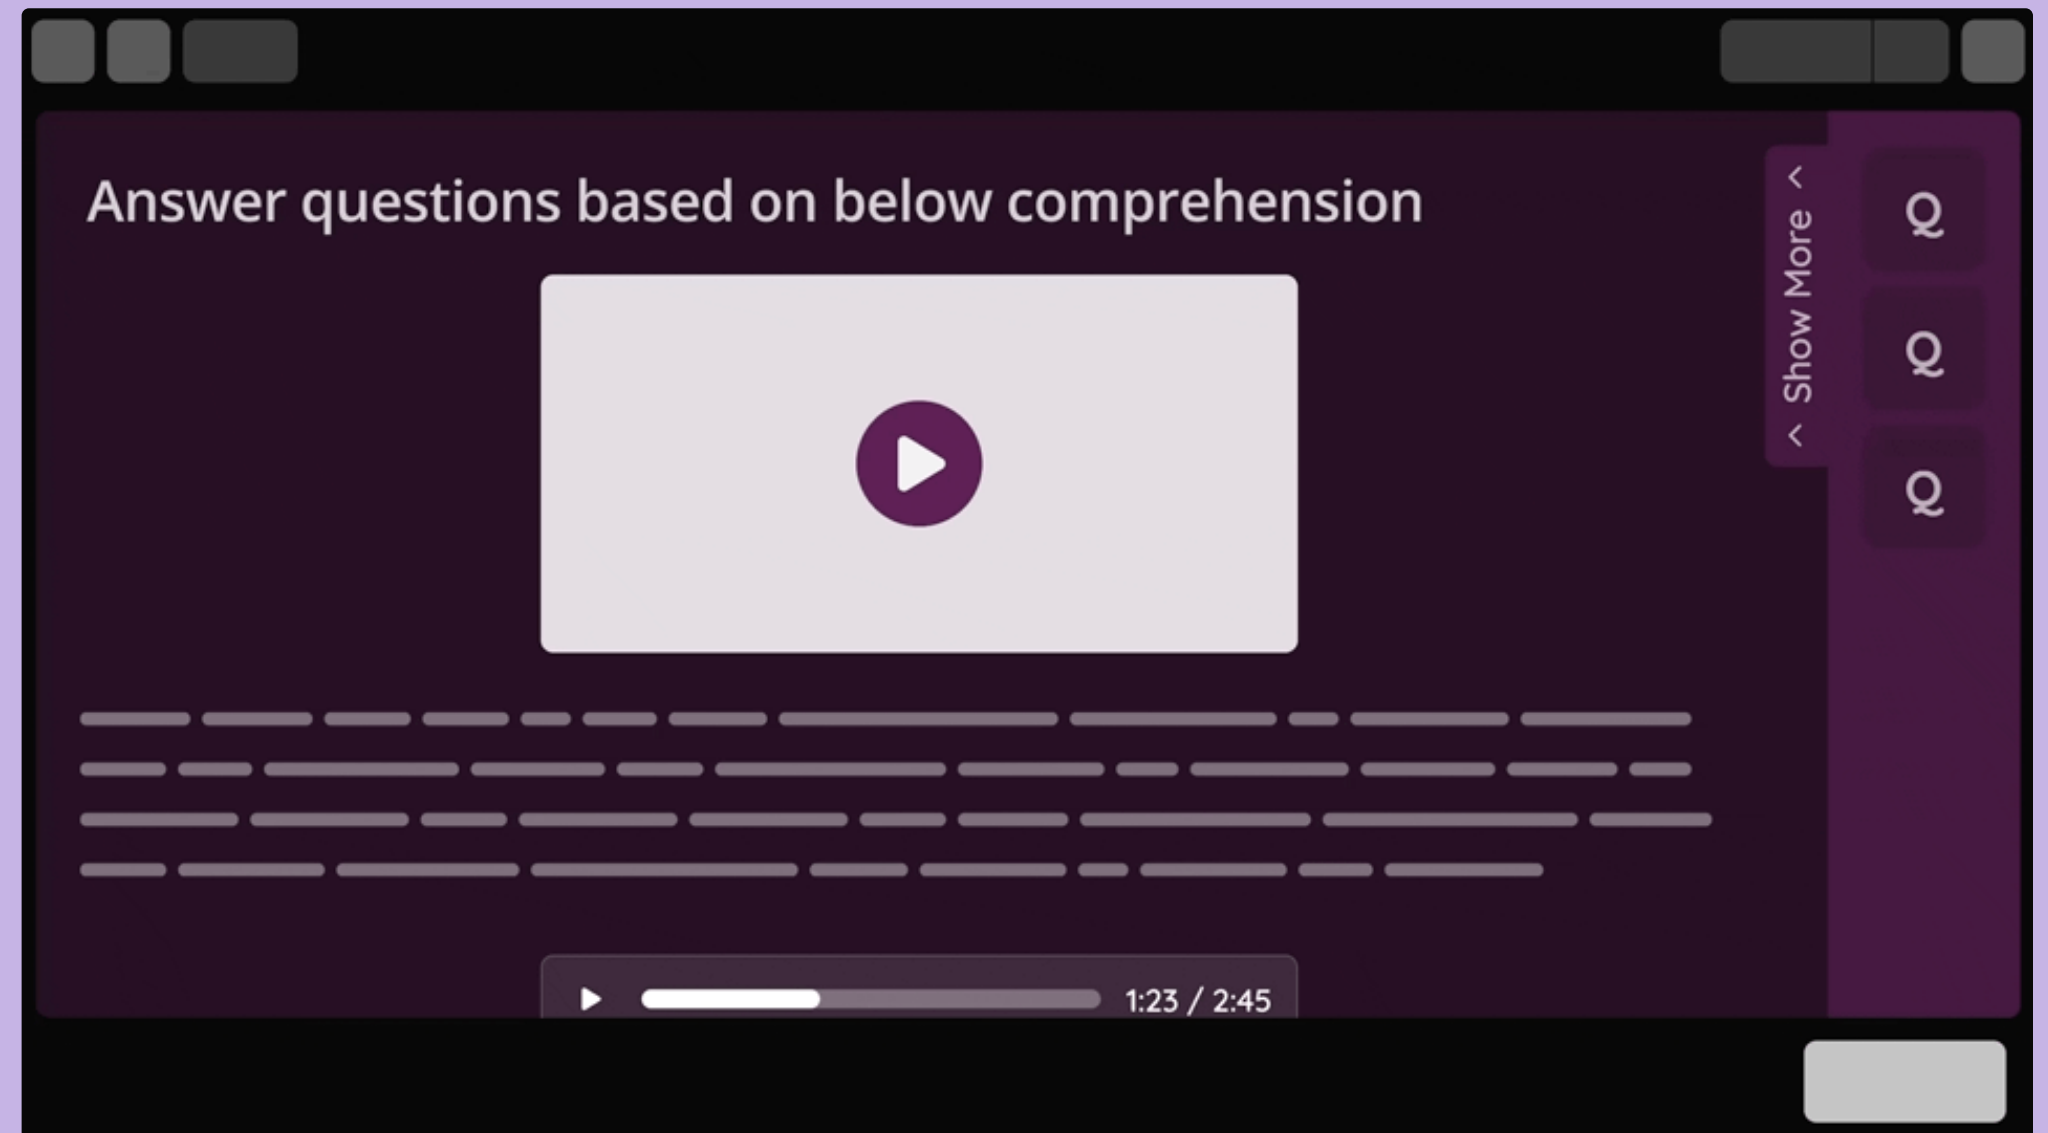 Answer questions based on below comprehension
Show More
Q
Q
Q
1:23 / 2:45